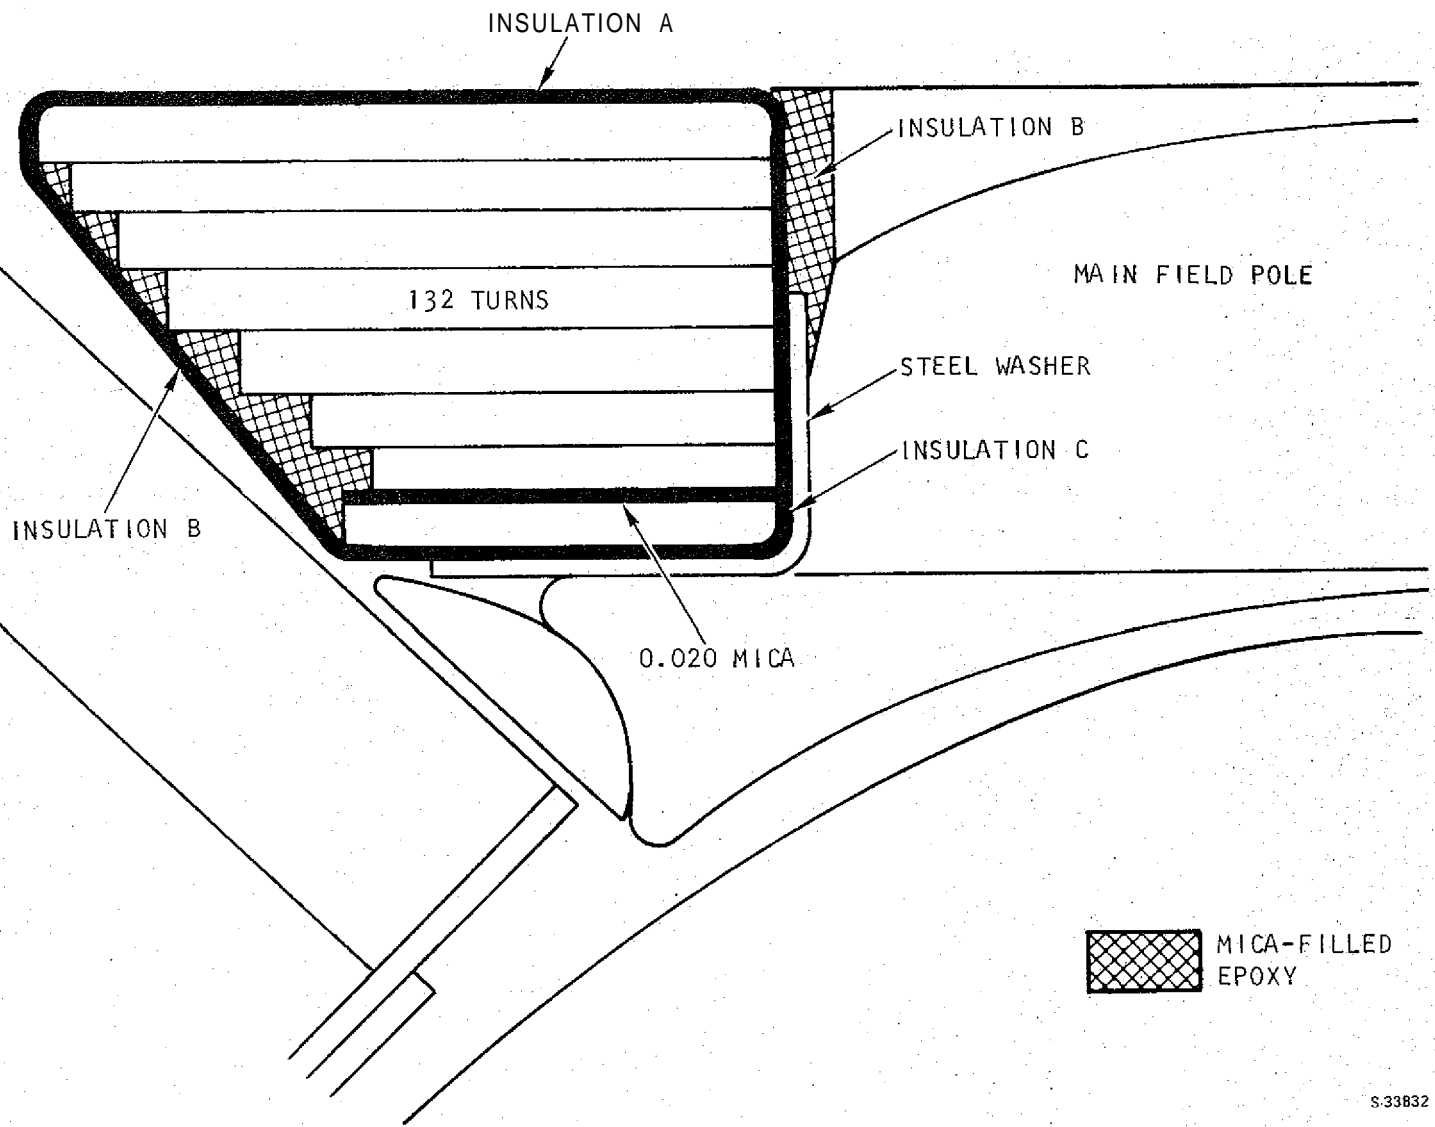 INSULATION A
INSULATION B
MAIN FIELD POLE
132 TURNS
STEEL WASHER
INSULATION C
INSULATION B
0.020 MICA
MICA-FILLED
EPOXY
S-33832